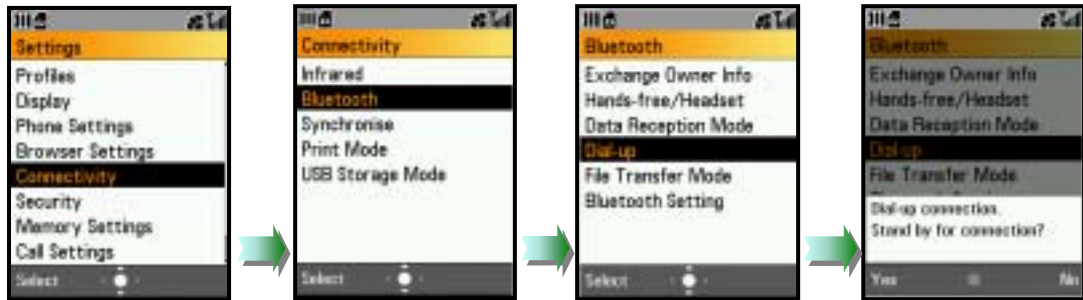 Settings
Profiles
Display
Phone Settings
Browser Settings
Connectivity
Security
Memory Settings
Call Settings
Select
Connectivity
Infrared
Bluetooth
Synchronise
Print Mode
USB Storage Mode
Select
Bluetooth
Exchange Owner Info
Hands-free/Headset
Data Reception Mode
Dial-up
File Transfer Mode
Bluetooth Setting
Select
Bluetooth
Exchange Owner Info
Hands-free/Headset
Data Reception Mode
Dial-up
File Transfer Mode
Dial-up connection.
Stand by for connection?
Yes No